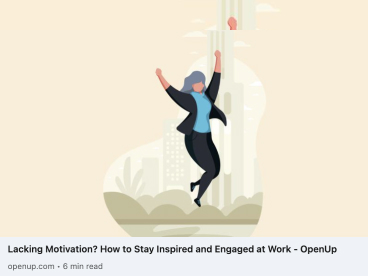 Lacking Motivation? How to Stay Inspired and Engaged at Work - OpenUp
openup.com • 6 min read